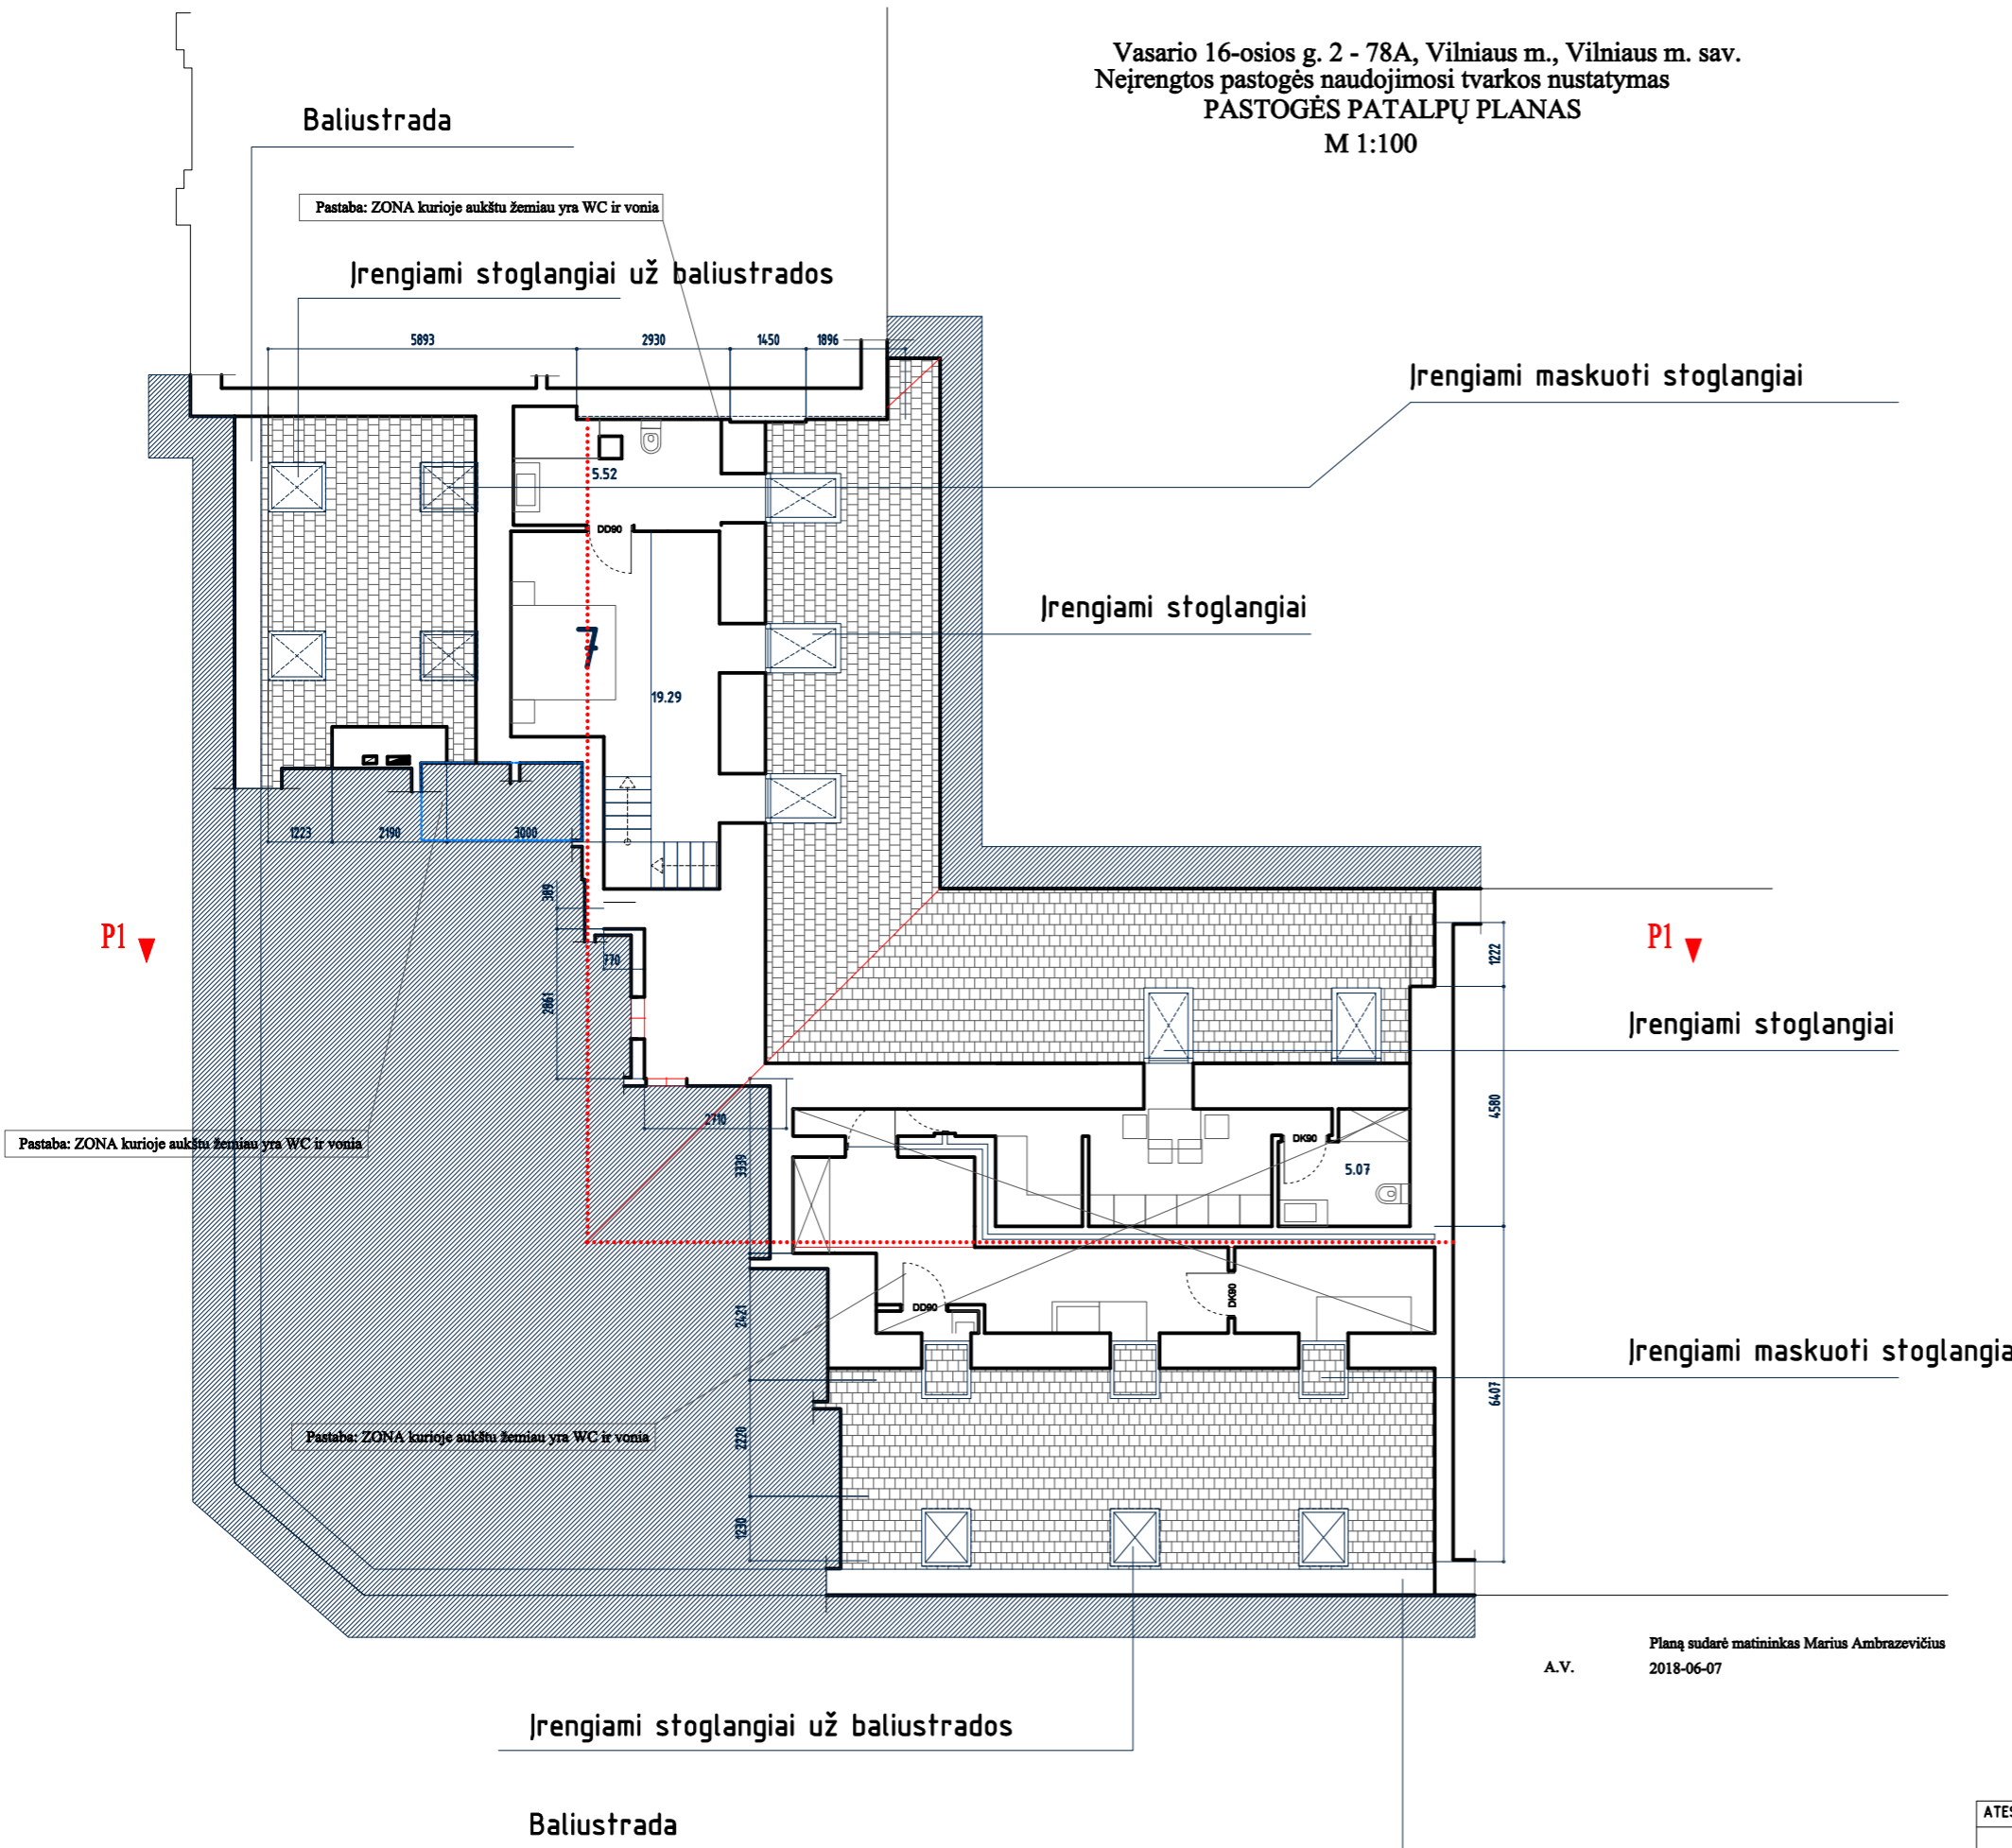 Vasario 16-osios g. 2 - 78A, Vilniaus m., Vilniaus m. sav.
Neįrengtos pastogės naudojimosi tvarkos nustatymas
PASTOGĖS PATALPŲ PLANAS
M 1:100
Baliustrada
Pastaba: ZONA kurioje aukštu žemiau yra WC ir vonia
Įrengiami stoglangiai už baliustrados
5893
2930
1450
1896
Įrengiami maskuoti stoglangiai
5.52
DD90
Įrengiami stoglangiai
7
19.29
1223
2190
3000
389
P1
P1
770
1222
2861
Įrengiami stoglangiai
2710
4580
Pastaba: ZONA kurioje aukštu žemiau yra WC ir vonia
3339
DK90
5.07
DD90
DK90
2421
Įrengiami maskuoti stoglangia
6407
Pastaba: ZONA kurioje aukštu žemiau yra WC ir vonia
2220
1230
Planą sudarė matininkas Marius Ambrazevičius
A.V.
2018-06-07
Įrengiami stoglangiai už baliustrados
Baliustrada
ATES